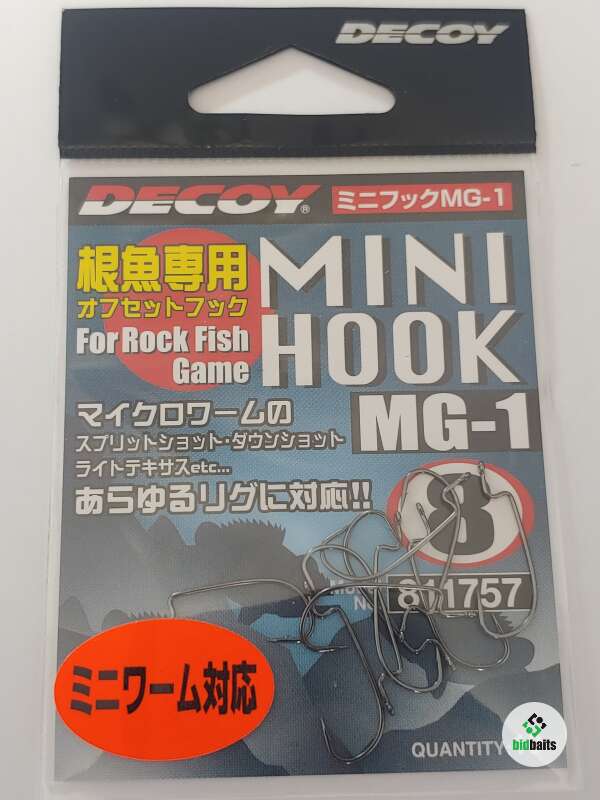 DECOY
DECOY® ミニフックMG-1
根魚専用
オフセットフック
For Rock Fish
Game
MINI
HOOK
MG-1
マイクロワームの
スプリットショット・ダウンショット
ライトテキサスetc...
あらゆるリグに対応!!
8
811757
ミニワーム対応
QUANTITY
bidbaits